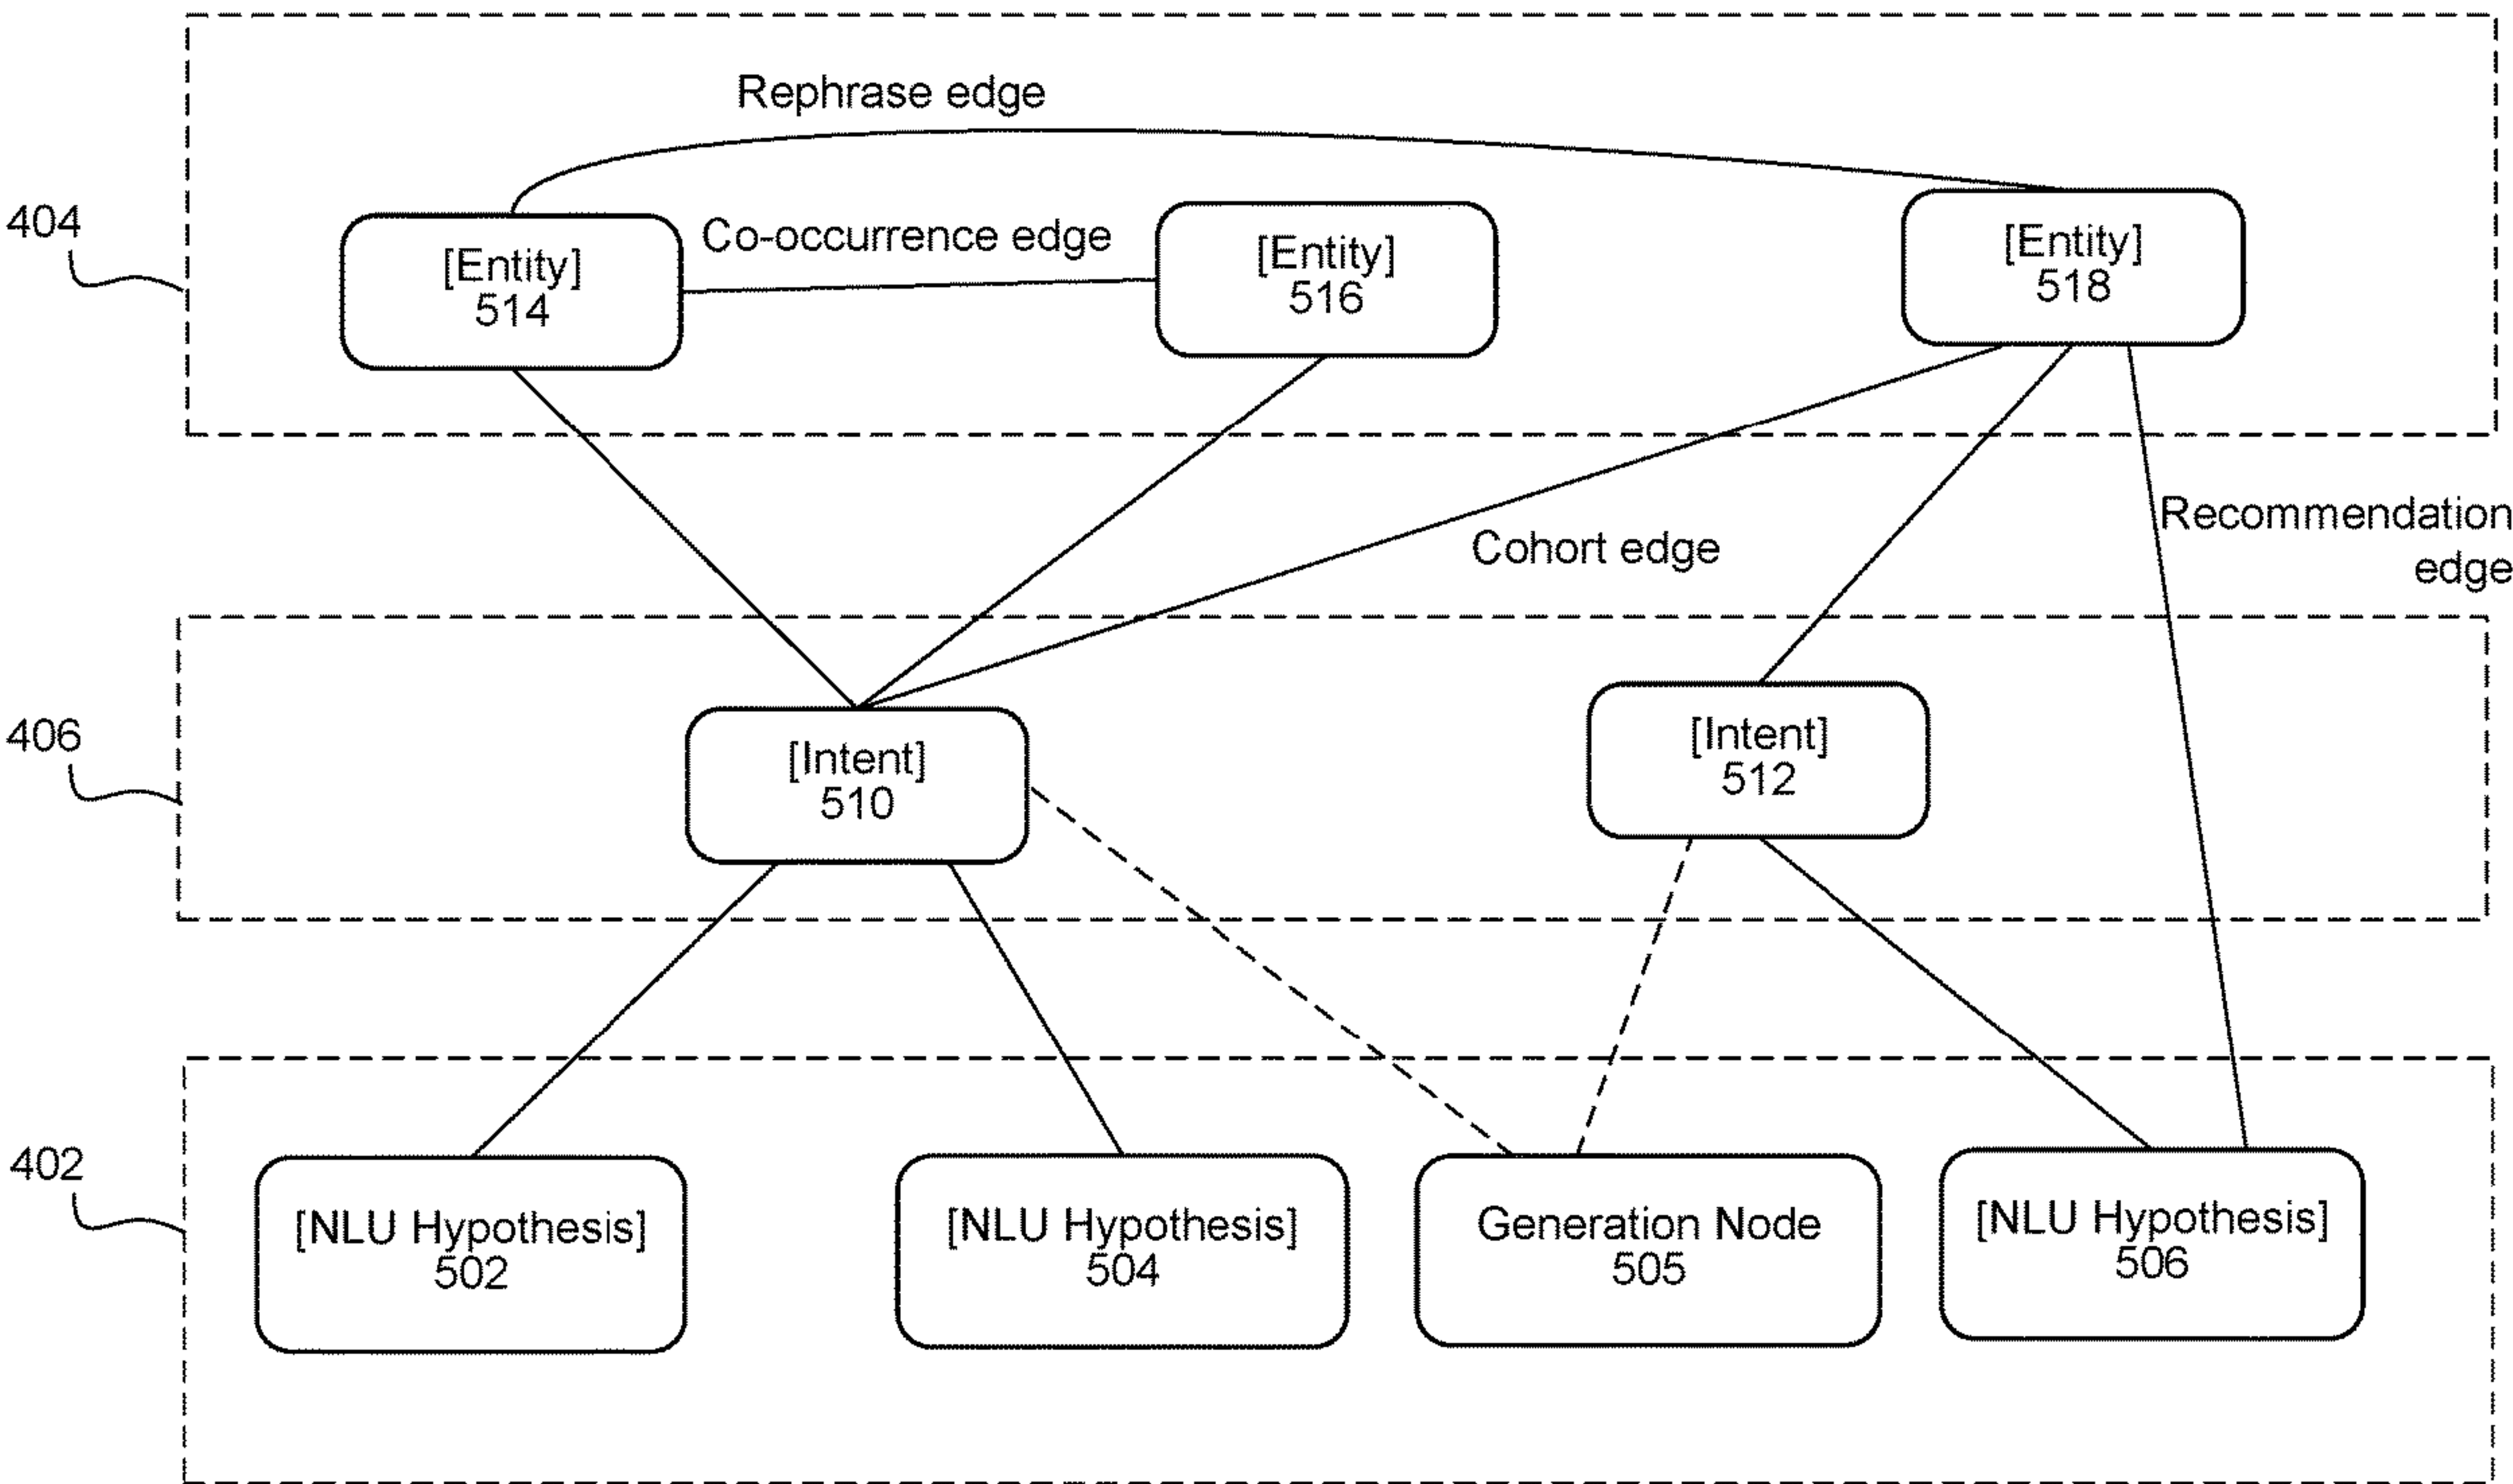 Rephrase edge
404
Co-occurrence edge
[Entity]
514
[Entity]
516
[Entity]
518
Recommendation
edge
Cohort edge
406
[Intent]
510
[Intent]
512
402
[NLU Hypothesis]
502
[NLU Hypothesis]
504
Generation Node
505
[NLU Hypothesis]
506